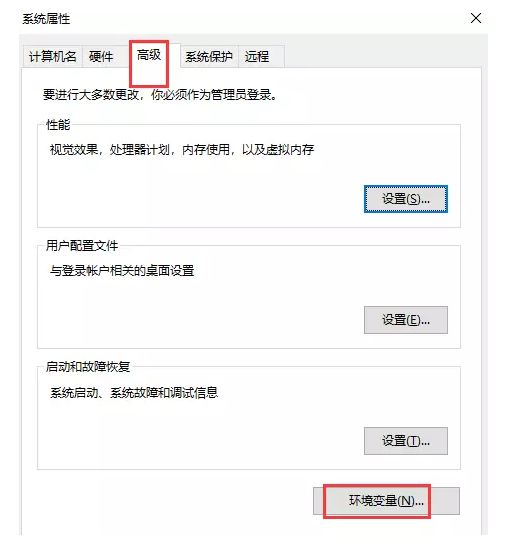 系统属性
计算机名 硬件 高级 系统保护 远程
要进行大多数更改，你必须作为管理员登录。
性能
视觉效果，处理器计划，内存使用，以及虚拟内存
设置(S)...
用户配置文件
与登录帐户相关的桌面设置
设置(E)...
启动和故障恢复
系统启动、系统故障和调试信息
设置(T)...
环境变量(N)...